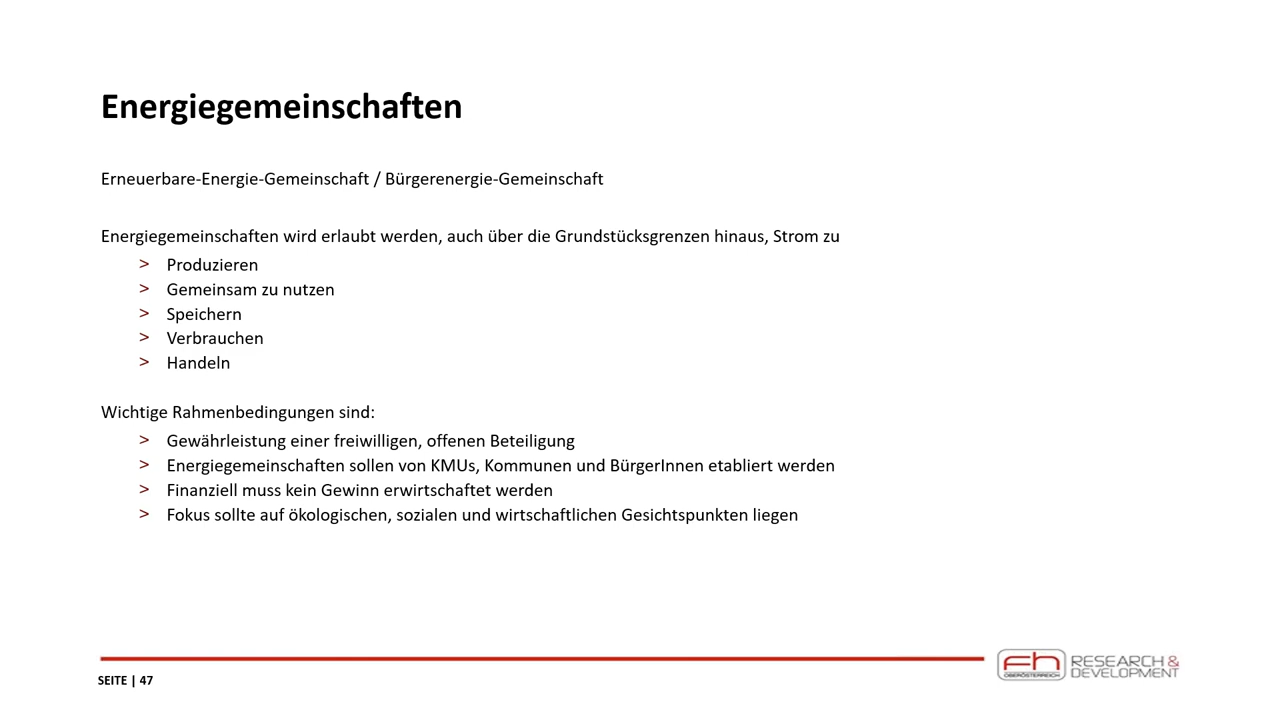 Energiegemeinschaften
Erneuerbare-Energie-Gemeinschaft / Bürgerenergie-Gemeinschaft
Energiegemeinschaften wird erlaubt werden, auch über die Grundstücksgrenzen hinaus, Strom zu
> Produzieren
> Gemeinsam zu nutzen
> Speichern
> Verbrauchen
> Handeln
Wichtige Rahmenbedingungen sind:
> Gewährleistung einer freiwilligen, offenen Beteiligung
> Energiegemeinschaften sollen von KMUs, Kommunen und BürgerInnen etabliert werden
> Finanziell muss kein Gewinn erwirtschaftet werden
> Fokus sollte auf ökologischen, sozialen und wirtschaftlichen Gesichtspunkten liegen
SEITE | 47
fh
OBERÖSTERREICH
RESEARCH &
DEVELOPMENT